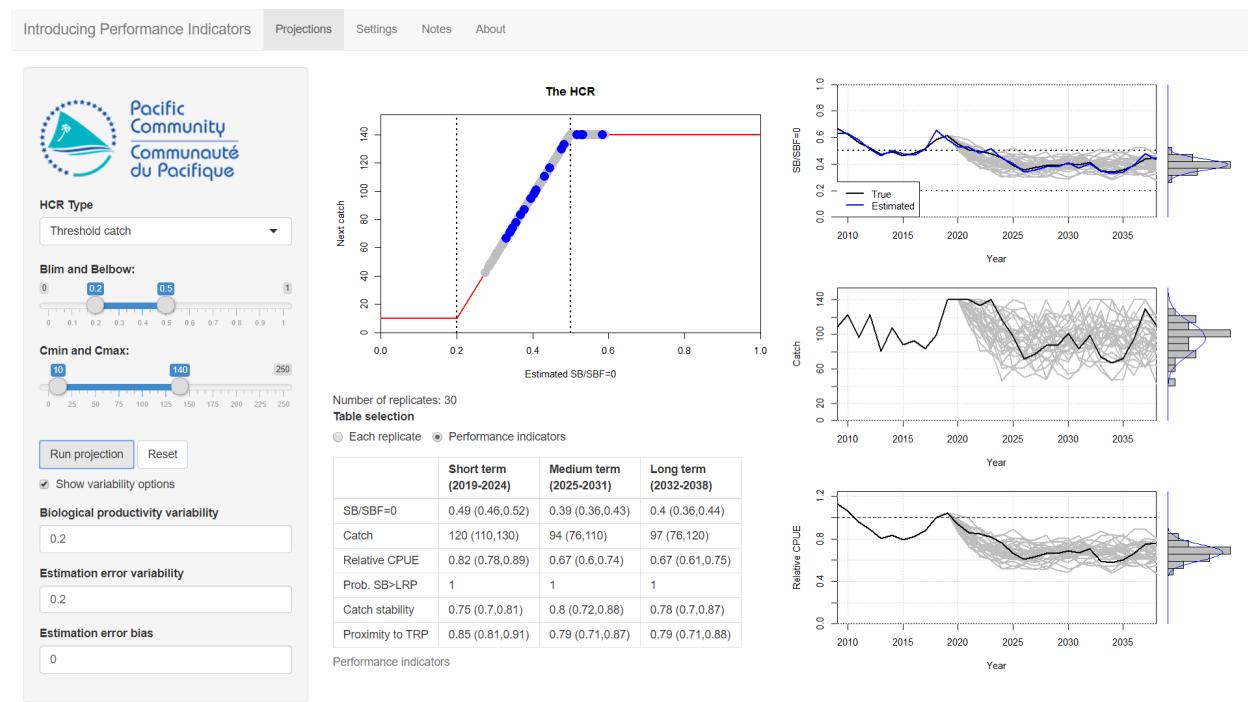 Introducing Performance Indicators Projections Settings Notes About
Pacific
Community
Communauté
du Pacifique
HCR Type
Threshold catch
Blim and Belbow:
0 0.2 0.5 1
0 0.1 0.2 0.3 0.4 0.5 0.6 0.7 0.8 0.9 1
Cmin and Cmax:
10 140 250
0 25 50 75 100 125 150 175 200 225 250
Run projection Reset
Show variability options
Biological productivity variability
0.2
Estimation error variability
0.2
Estimation error bias
0
The HCR
Next catch
140
120
100
80
60
40
20
0
0.0 0.2 0.4 0.6 0.8 1.0
Estimated SB/SBF=0
Number of replicates: 30
Table selection
Each replicate Performance indicators
Short term (2019-2024) Medium term (2025-2031) Long term (2032-2038)
SB/SBF=0 0.49 (0.46,0.52) 0.39 (0.36,0.43) 0.4 (0.36,0.44)
Catch 120 (110,130) 94 (76,110) 97 (76,120)
Relative CPUE 0.82 (0.78,0.89) 0.67 (0.6,0.74) 0.67 (0.61,0.75)
Prob. SB>LRP 1 1 1
Catch stability 0.75 (0.7,0.81) 0.8 (0.72,0.88) 0.78 (0.7,0.87)
Proximity to TRP 0.85 (0.81,0.91) 0.79 (0.71,0.87) 0.79 (0.71,0.88)
Performance indicators
SB/SBF=0
1.0
0.8
0.6
0.4
0.2
0.0
True
Estimated
2010 2015 2020 2025 2030 2035
Year
Catch
140
100
60
20
0
2010 2015 2020 2025 2030 2035
Year
Relative CPUE
1.2
0.8
0.4
0.0
2010 2015 2020 2025 2030 2035
Year